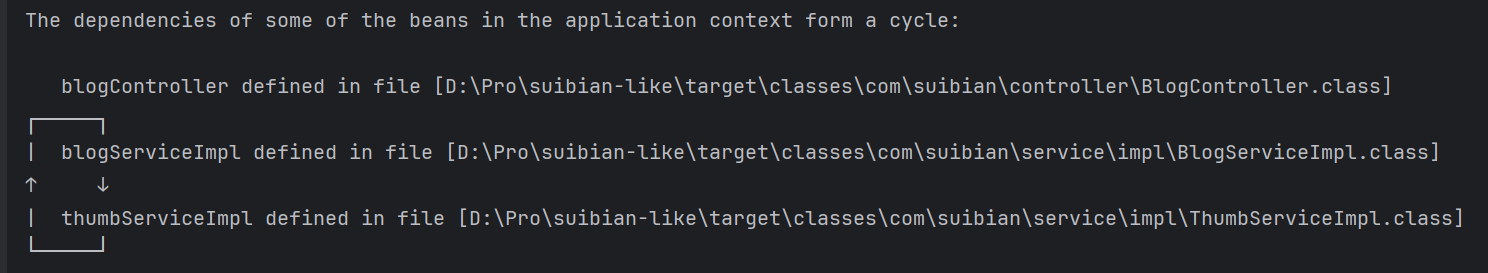 The dependencies of some of the beans in the application context form a cycle:
blogController defined in file [D:\Pro\suibian-like\target\classes\com\suibian\controller\BlogController.class]
┌─────┐
|  blogServiceImpl defined in file [D:\Pro\suibian-like\target\classes\com\suibian\service\impl\BlogServiceImpl.class]
↑     ↓
|  thumbServiceImpl defined in file [D:\Pro\suibian-like\target\classes\com\suibian\service\impl\ThumbServiceImpl.class]
└─────┘